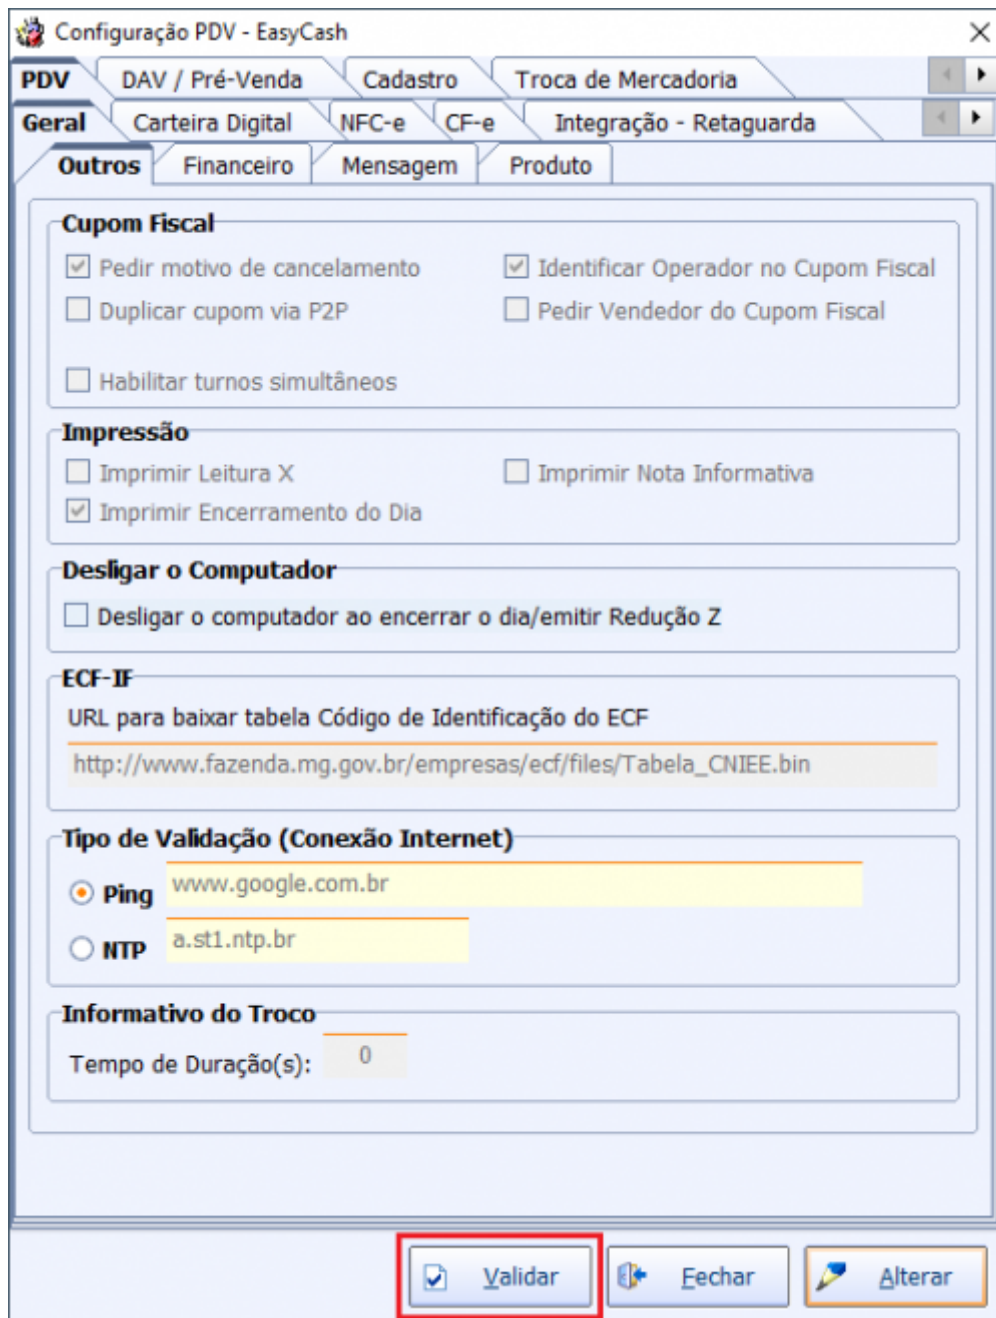 Configuração PDV - EasyCash
PDV DAV / Pré-Venda Cadastro Troca de Mercadoria
Geral Carteira Digital NFC-e CF-e Integração - Retaguarda
Outros Financeiro Mensagem Produto
Cupom Fiscal
Pedir motivo de cancelamento Identificar Operador no Cupom Fiscal
Duplicar cupom via P2P Pedir Vendedor do Cupom Fiscal
Habilitar turnos simultâneos
Impressão
Imprimir Leitura X Imprimir Nota Informativa
Imprimir Encerramento do Dia
Desligar o Computador
Desligar o computador ao encerrar o dia/emitir Redução Z
ECF-IF
URL para baixar tabela Código de Identificação do ECF
http://www.fazenda.mg.gov.br/empresas/ecf/files/Tabela_CNIEE.bin
Tipo de Validação (Conexão Internet)
Ping www.google.com.br
NTP a.st1.ntp.br
Informativo do Troco
Tempo de Duração(s): 0
Validar Fechar Alterar